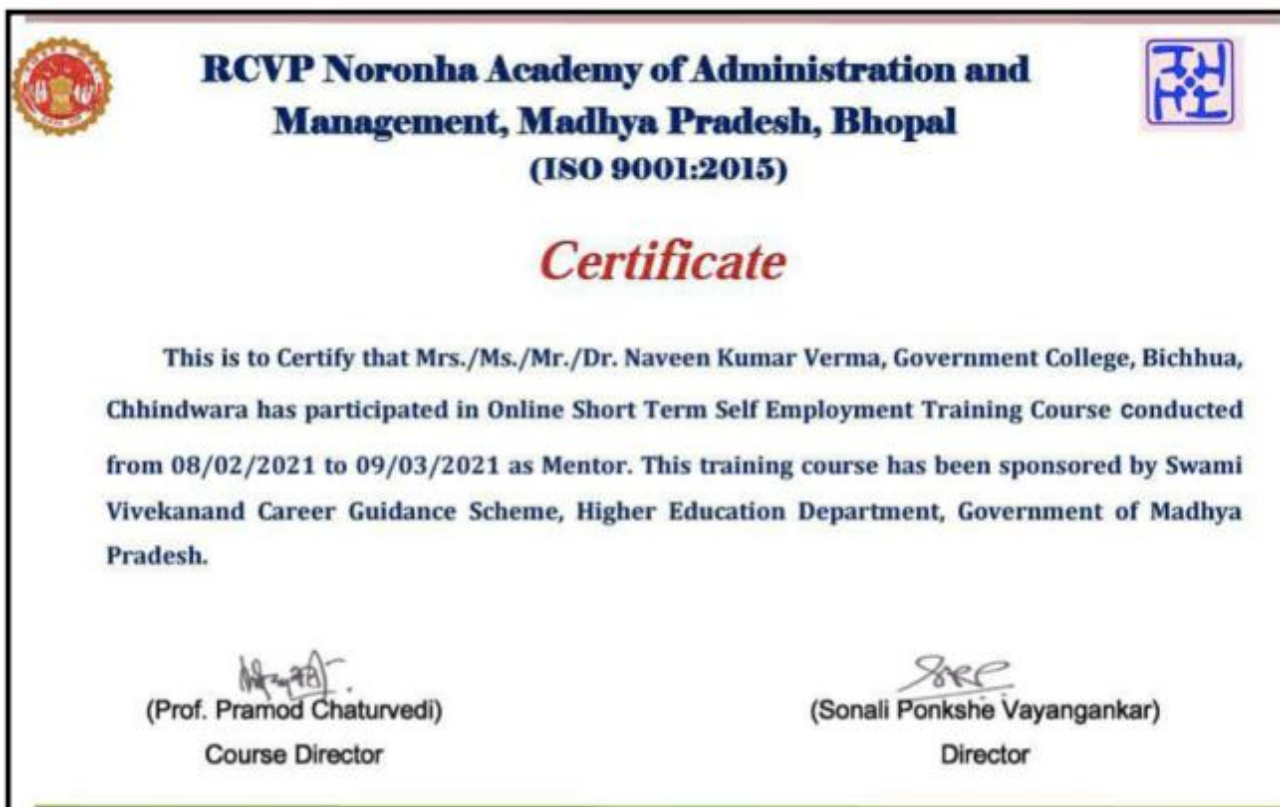 RCVP Noronha Academy of Administration and
Management, Madhya Pradesh, Bhopal
(ISO 9001:2015)
Certificate
This is to Certify that Mrs./Ms./Mr./Dr. Naveen Kumar Verma, Government College, Bichhua,
Chhindwara has participated in Online Short Term Self Employment Training Course conducted
from 08/02/2021 to 09/03/2021 as Mentor. This training course has been sponsored by Swami
Vivekanand Career Guidance Scheme, Higher Education Department, Government of Madhya
Pradesh.
(Prof. Pramod Chaturvedi)
(Sonali Ponkshe Vayangankar)
Course Director
Director